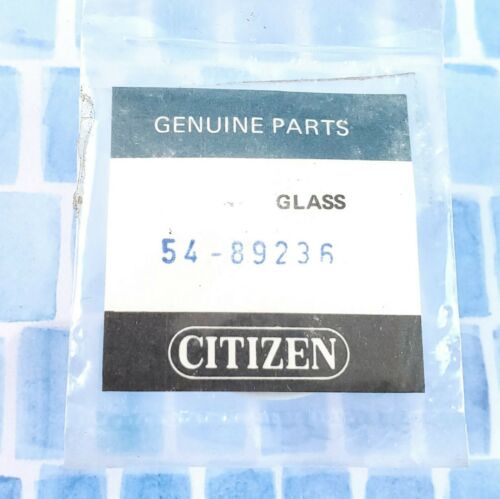 GENUINE PARTS
GLASS
54-89236
CITIZEN